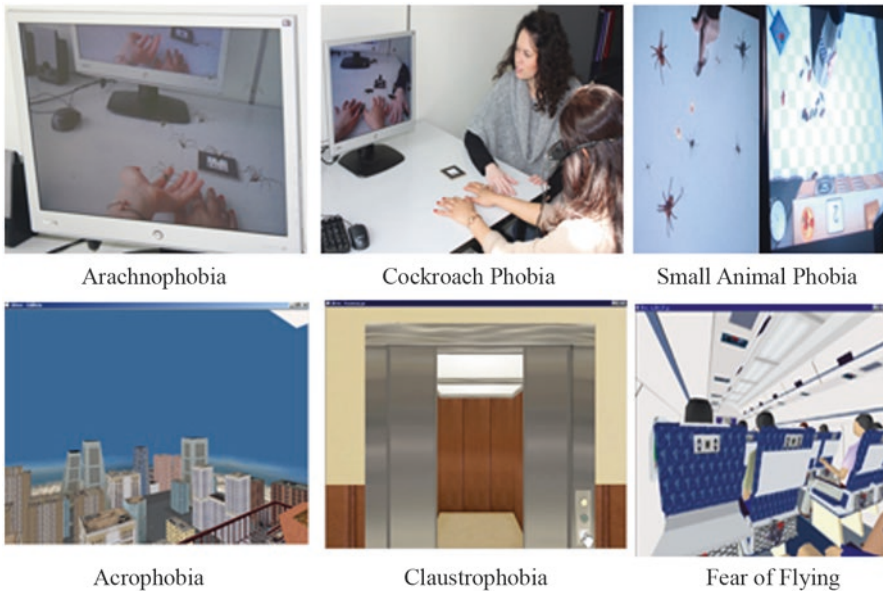 Arachnophobia
Cockroach Phobia
Small Animal Phobia
Acrophobia
Claustrophobia
Fear of Flying